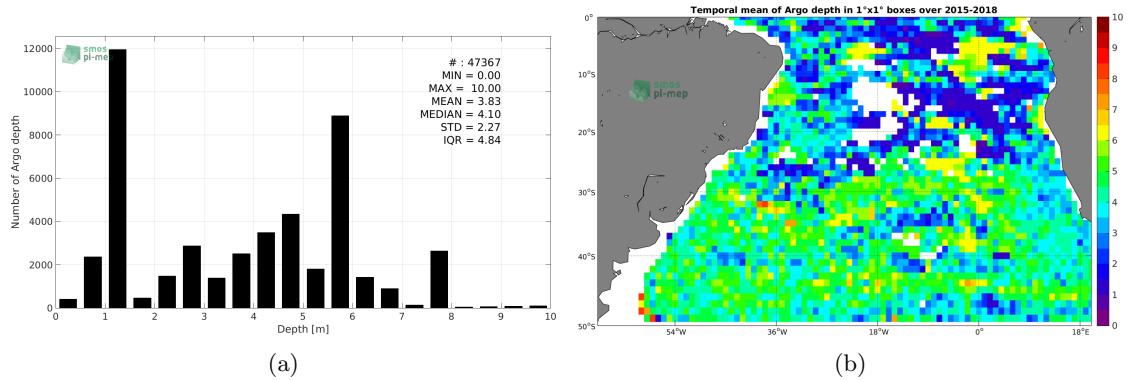 smos
pi-mep
# : 47367
MIN = 0.00
MAX = 10.00
MEAN = 3.83
MEDIAN = 4.10
STD = 2.27
IQR = 4.84
Number of Argo depth
12000
10000
8000
6000
4000
2000
0
0 1 2 3 4 5 6 7 8 9 10
Depth [m]
(a)
Temporal mean of Argo depth in 1°x1° boxes over 2015-2018
smos
pi-mep
0°
10°S
20°S
30°S
40°S
50°S
54°W 36°W 18°W 0° 18°E
10
9
8
7
6
5
4
3
2
1
0
(b)